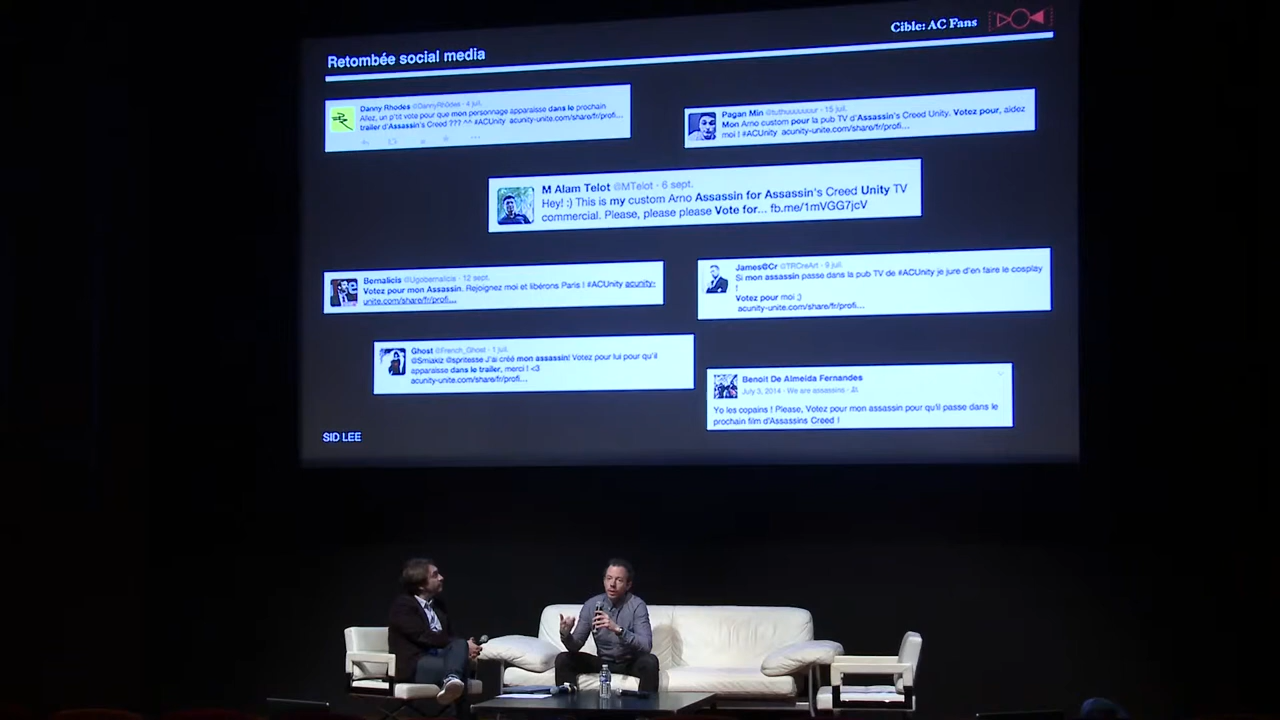 Cible: AC Fans
Retombée social media
Danny Rhodes @DannyRh0des · 4 juil.
Allez, un p'tit vote pour que mon personnage apparaisse dans le prochain
trailer d'Assassin's Creed ??? ^^ #ACUnity acunity-unite.com/share/fr/profi...
Pagan Min @tuthuuuuuuur · 15 juil.
Mon Arno custom pour la pub TV d'Assassin's Creed Unity. Votez pour, aidez
moi ! #ACUnity acunity-unite.com/share/fr/profi...
M Alam Telot @MTelot · 6 sept.
Hey! :) This is my custom Arno Assassin for Assassin's Creed Unity TV
commercial. Please, please please Vote for... fb.me/1mVGG7jcV
Bernalicis @Ugobernalicis · 12 sept.
Votez pour mon Assassin. Rejoignez moi et libérons Paris ! #ACUnity acunity-
unite.com/share/fr/profi...
James©Cr @TRCreArt · 9 juil.
Si mon assassin passe dans la pub TV de #ACUnity je jure d'en faire le cosplay
!
Votez pour moi ;)
acunity-unite.com/share/fr/profi...
Ghost @French_Ghost · 1 juil.
@Smiaxiz @spritesse J'ai créé mon assassin! Votez pour lui pour qu'il
apparaisse dans le trailer, merci ! <3
acunity-unite.com/share/fr/profi...
Benoit De Almeida Fernandes
July 3, 2014 · We are assassins ·
Yo les copains ! Please, Votez pour mon assassin pour qu'il passe dans le
prochain film d'Assassins Creed !
SID LEE